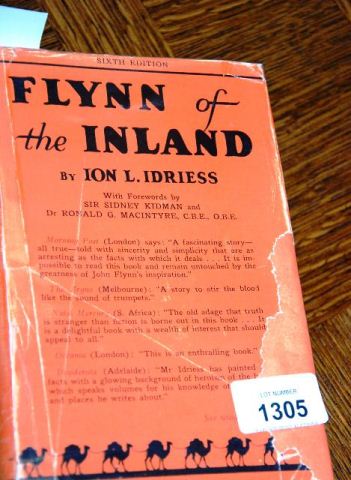 SIXTH EDITION
FLYNN of
the INLAND
BY ION L. IDRIESS
With Forewords by
SIR SIDNEY KIDMAN and
Dr RONALD G. MACINTYRE, C.B.E., O.B.E.
Morning Post (London) says: "A fascinating story—
all true—told with sincerity and simplicity that are as
arresting as the facts with which it deals . . . It is im-
possible to read this book and remain untouched by the
greatness of John Flynn's inspiration."
The Argus (Melbourne): "A story to stir the blood
like the sound of trumpets."
Natal Mercury (S. Africa): "The old adage that truth
is stranger than fiction is borne out in this book . . . It
is a delightful book with a wealth of interest that should
appeal to all."
(London): "This is an enthralling book."
(Adelaide): "Mr Idriess has painted
facts with a glowing background of heroism of the
which speaks volumes for his knowledge of
and places he writes about."
See
LOT NUMBER
1305